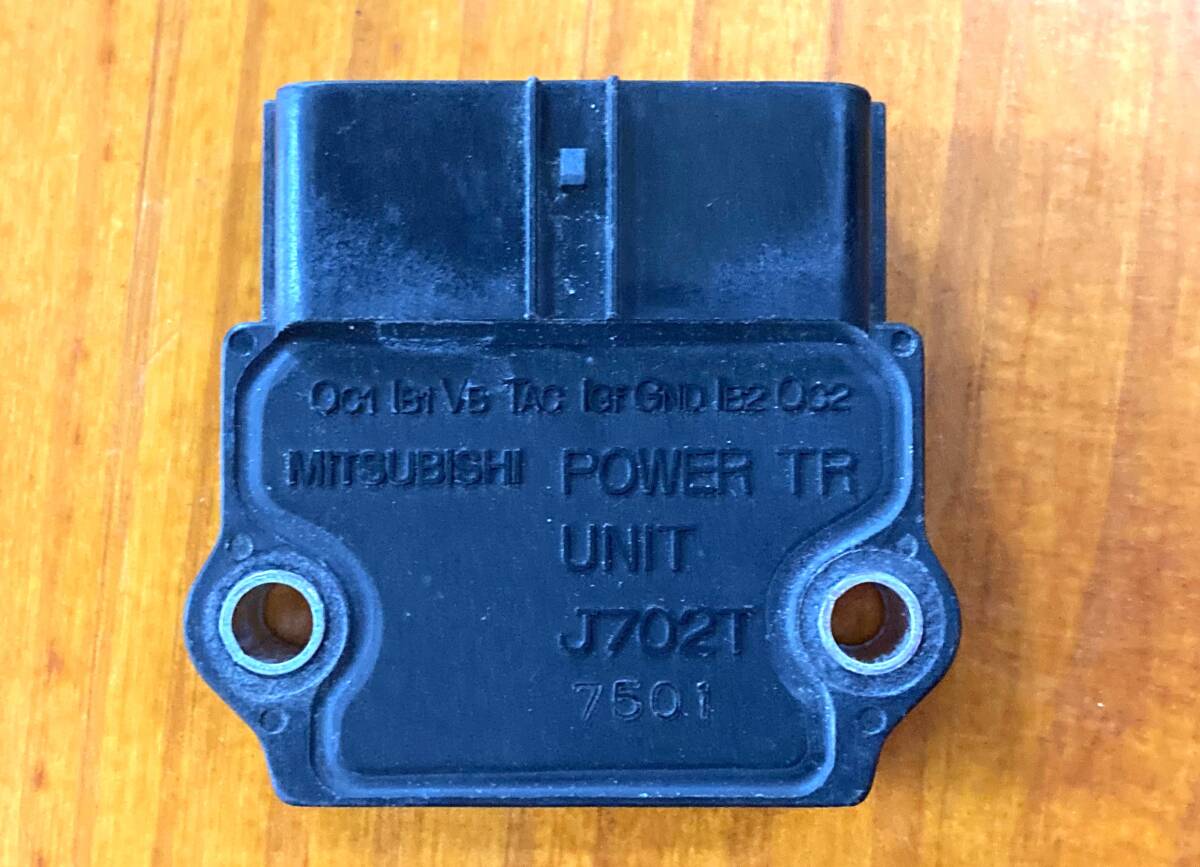 OC1 IB1 VB TAC IGF GND IB2 OC2
MITSUBISHI POWER TR
UNIT
J702T
7501